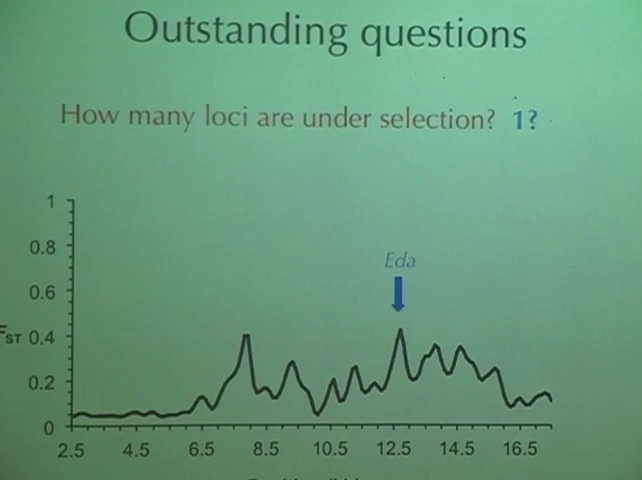 Outstanding questions
How many loci are under selection? 1?
1
0.8
Eda
0.6
FST 0.4
0.2
0
2.5 4.5 6.5 8.5 10.5 12.5 14.5 16.5